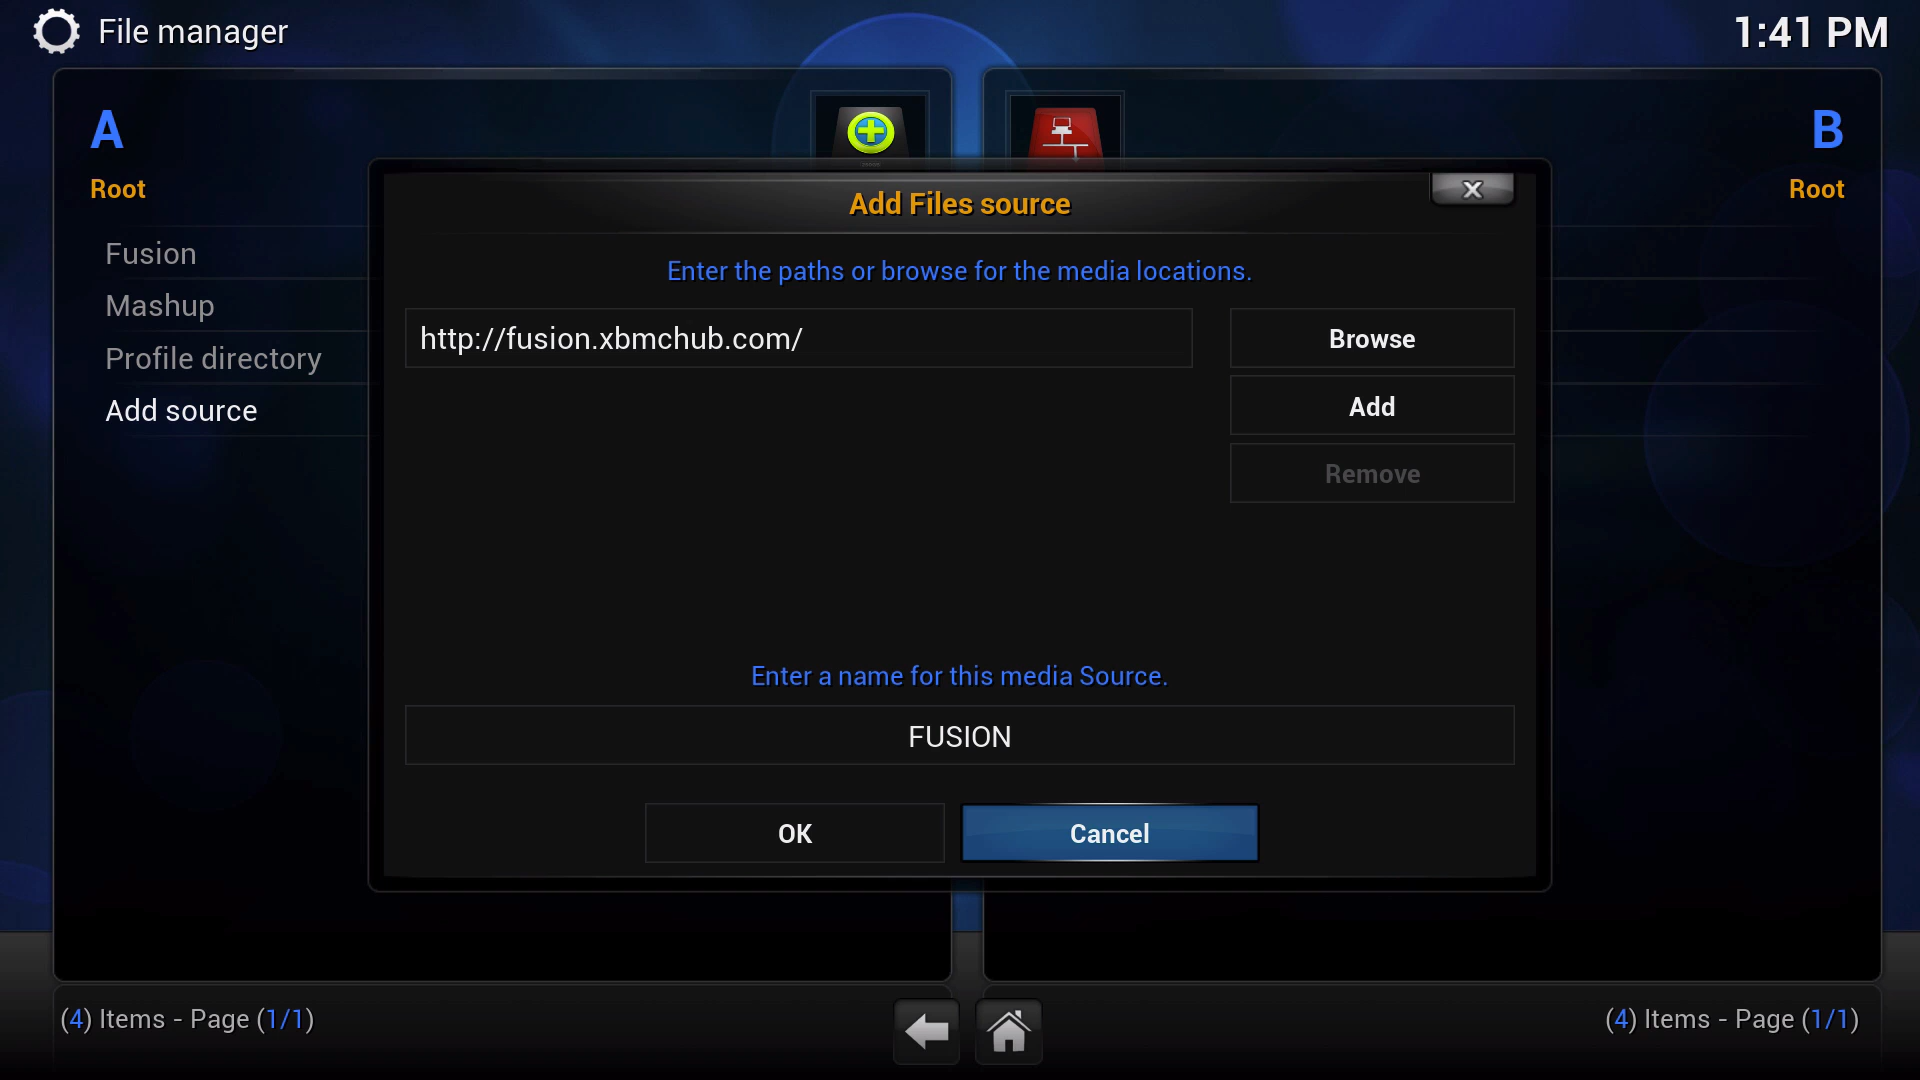 File manager
1:41 PM
A
B
Root
Root
Fusion
Mashup
Profile directory
Add source
Add Files source
Enter the paths or browse for the media locations.
http://fusion.xbmchub.com/
Browse
Add
Remove
Enter a name for this media Source.
FUSION
OK
Cancel
(4) Items - Page (1/1)
(4) Items - Page (1/1)